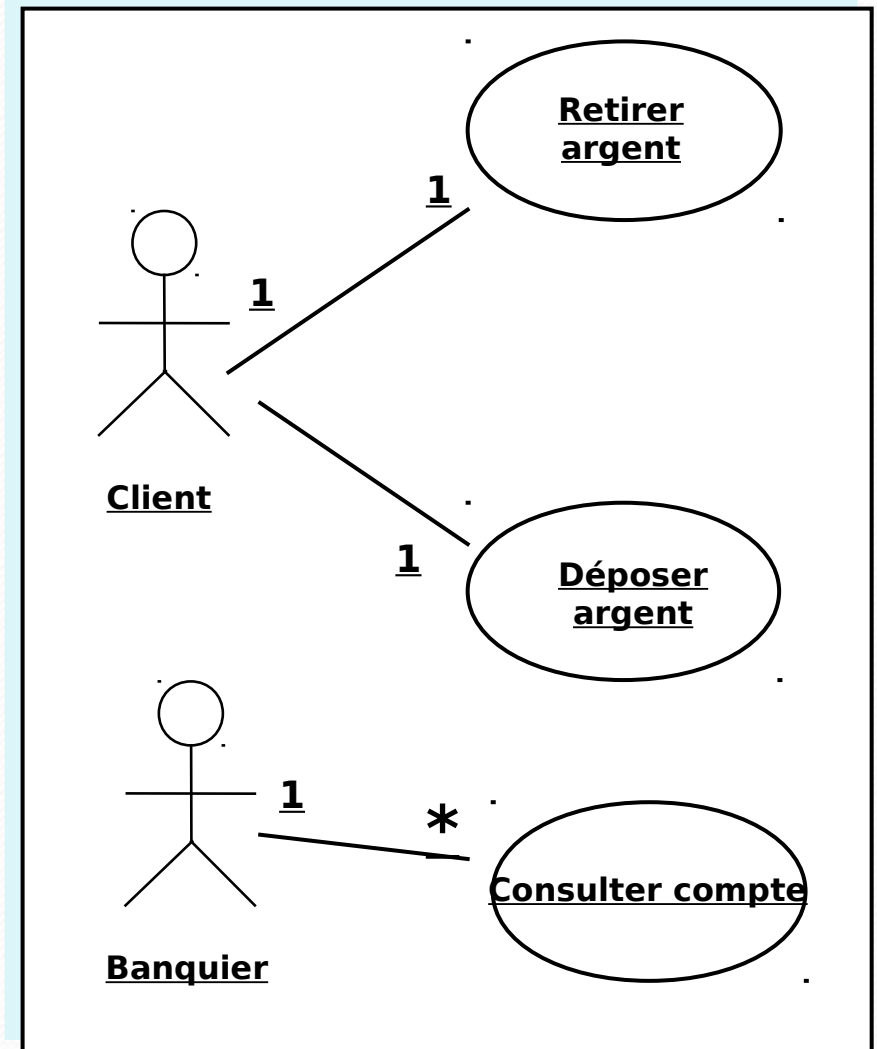 Retirer
argent
1
1
Client
1
Déposer
argent
1
*
Consulter compte
Banquier